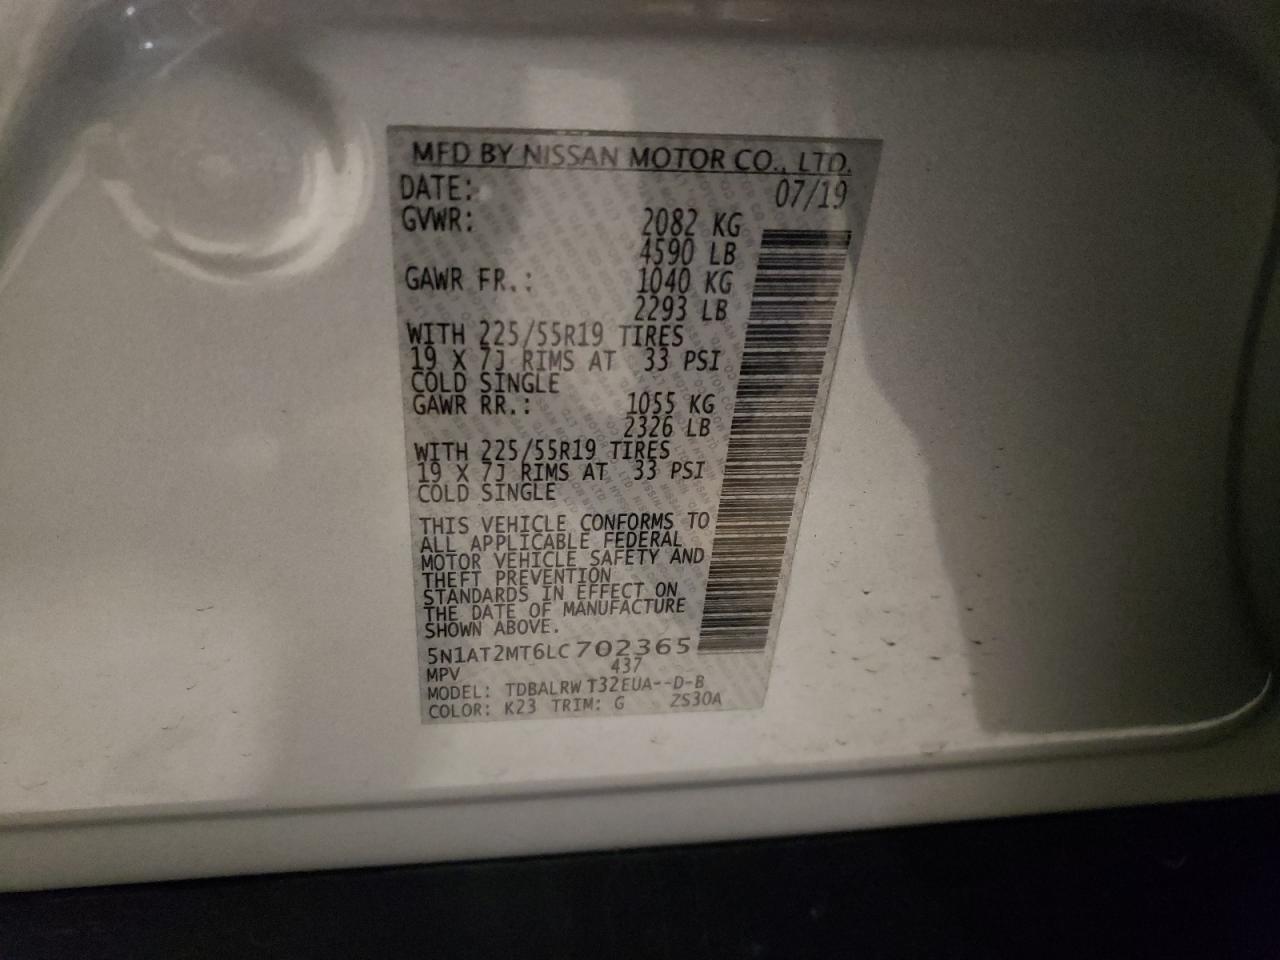 MFD BY NISSAN MOTOR CO., LTD.
DATE: 07/19
GVWR: 2082 KG
4590 LB
GAWR FR.: 1040 KG
2293 LB
WITH 225/55R19 TIRES
19 X 7J RIMS AT 33 PSI
COLD SINGLE
GAWR RR.: 1055 KG
2326 LB
WITH 225/55R19 TIRES
19 X 7J RIMS AT 33 PSI
COLD SINGLE
THIS VEHICLE CONFORMS TO
ALL APPLICABLE FEDERAL
MOTOR VEHICLE SAFETY AND
THEFT PREVENTION
STANDARDS IN EFFECT ON
THE DATE OF MANUFACTURE
SHOWN ABOVE.
5N1AT2MT6LC702365
MPV 437
MODEL: TDBALRW T32EUA--D-B
COLOR: K23 TRIM: G ZS30A